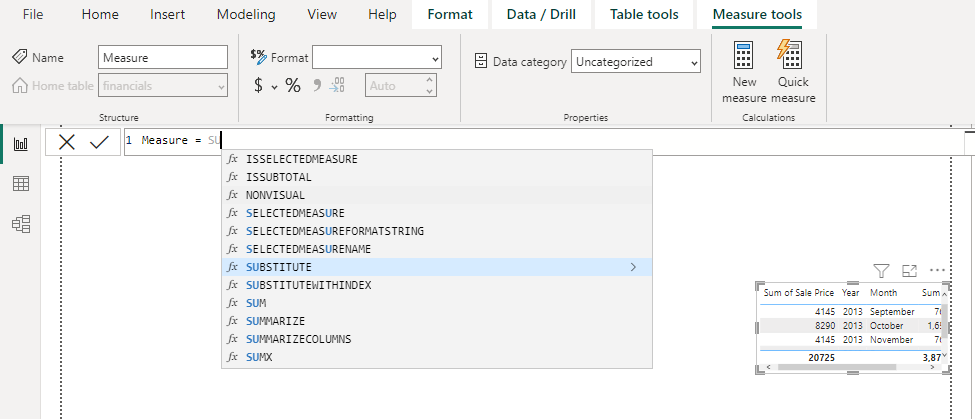 File Home Insert Modeling View Help Format Data / Drill Table tools Measure tools
Name Measure
Home table financials
Structure
$% Format
$ % , .00 Auto
Formatting
Data category Uncategorized
Properties
New measure
Quick measure
Calculations
1 Measure = SU
fx ISSELECTEDMEASURE
fx ISSUBTOTAL
fx NONVISUAL
fx SELECTEDMEASURE
fx SELECTEDMEASUREFORMATSTRING
fx SELECTEDMEASURENAME
fx SUBSTITUTE
fx SUBSTITUTEWITHINDEX
fx SUM
fx SUMMARIZE
fx SUMMARIZECOLUMNS
fx SUMX
Sum of Sale Price Year Month Sum
4145 2013 September
8290 2013 October
4145 2013 November
20725 3,87